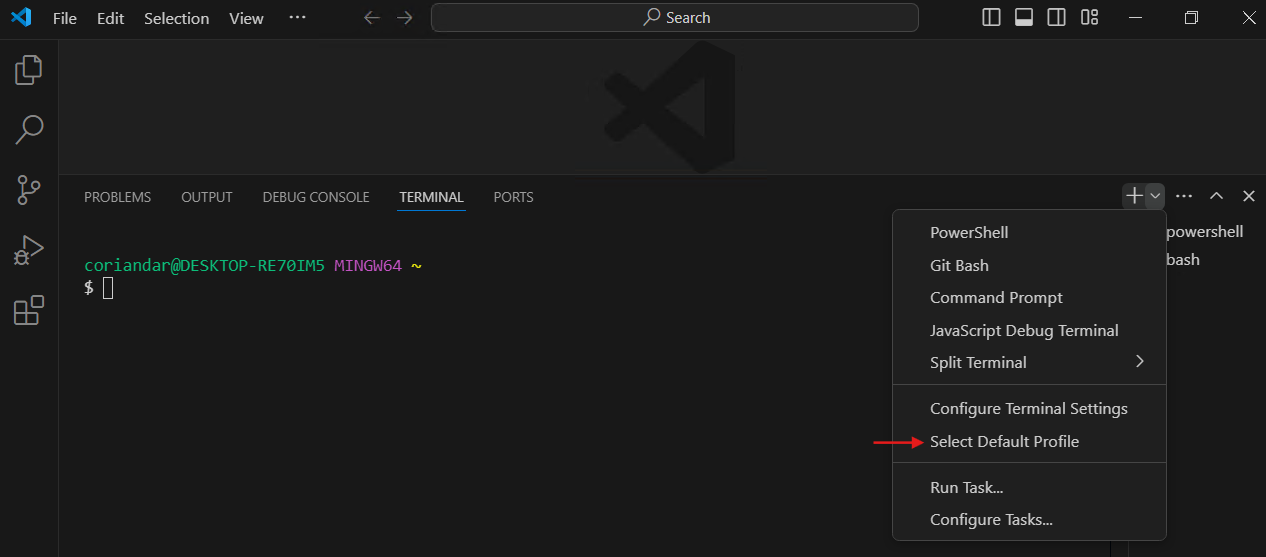 File Edit Selection View ··· Search
PROBLEMS OUTPUT DEBUG CONSOLE TERMINAL PORTS
PowerShell
Git Bash
Command Prompt
JavaScript Debug Terminal
Split Terminal
Configure Terminal Settings
Select Default Profile
Run Task...
Configure Tasks...
powershell
bash
coriandar@DESKTOP-RE70IM5 MINGW64 ~
$